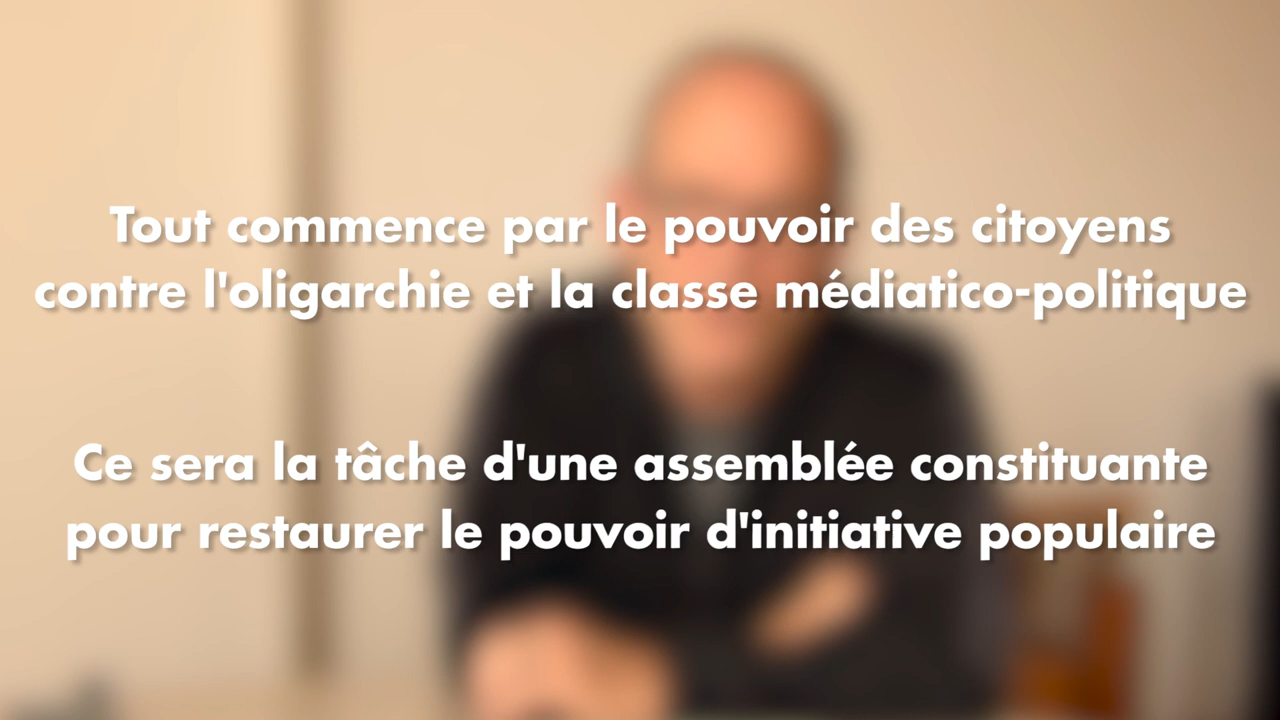 Tout commence par le pouvoir des citoyens
contre l'oligarchie et la classe médiatico-politique
Ce sera la tâche d'une assemblée constituante
pour restaurer le pouvoir d'initiative populaire